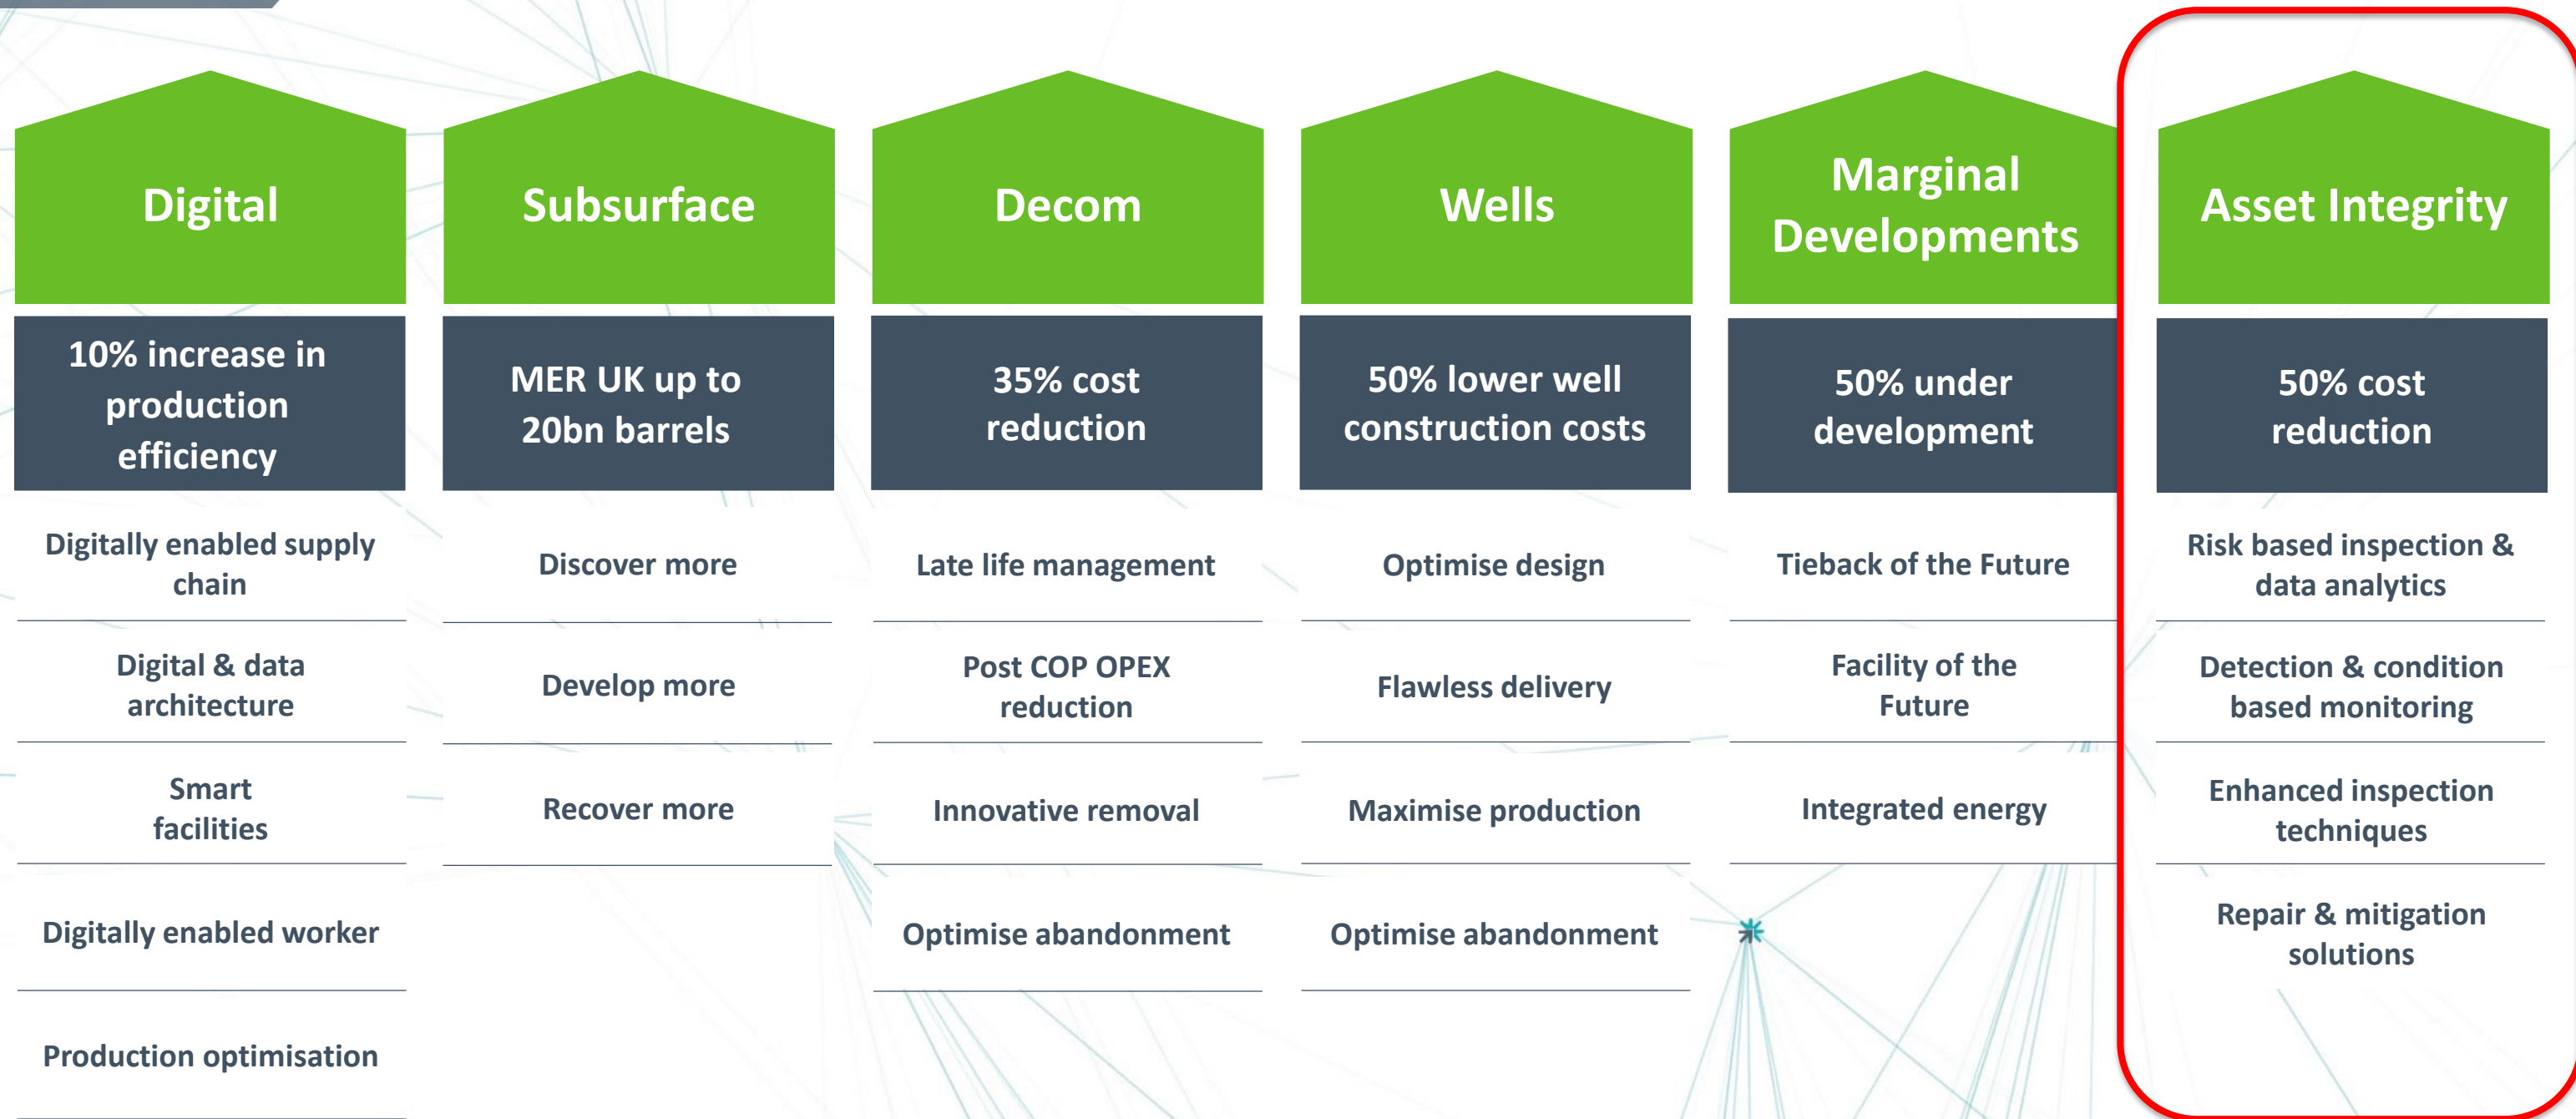 Digital
10% increase in
production
efficiency
Digitally enabled supply
chain
Digital & data
architecture
Smart
facilities
Digitally enabled worker
Production optimisation
Subsurface
MER UK up to
20bn barrels
Discover more
Develop more
Recover more
Decom
35% cost
reduction
Late life management
Post COP OPEX
reduction
Innovative removal
Optimise abandonment
Wells
50% lower well
construction costs
Optimise design
Flawless delivery
Maximise production
Optimise abandonment
Marginal
Developments
50% under
development
Tieback of the Future
Facility of the
Future
Integrated energy
Asset Integrity
50% cost
reduction
Risk based inspection &
data analytics
Detection & condition
based monitoring
Enhanced inspection
techniques
Repair & mitigation
solutions